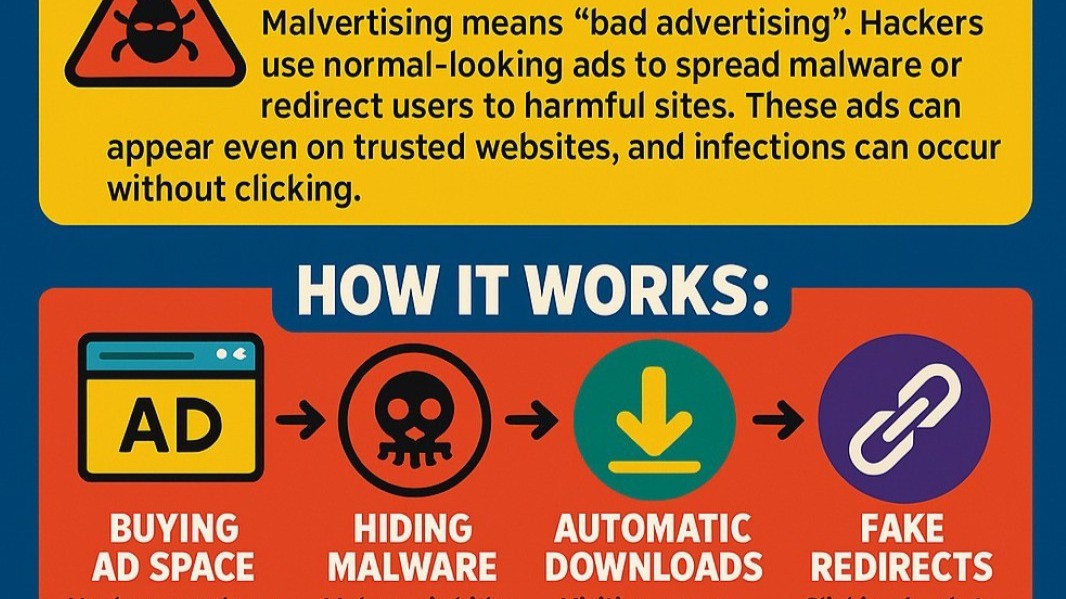 Malvertising means “bad advertising”. Hackers
use normal-looking ads to spread malware or
redirect users to harmful sites. These ads can
appear even on trusted websites, and infections can occur
without clicking.
HOW IT WORKS:
AD
BUYING
AD SPACE
HIDING
MALWARE
AUTOMATIC
DOWNLOADS
FAKE
REDIRECTS